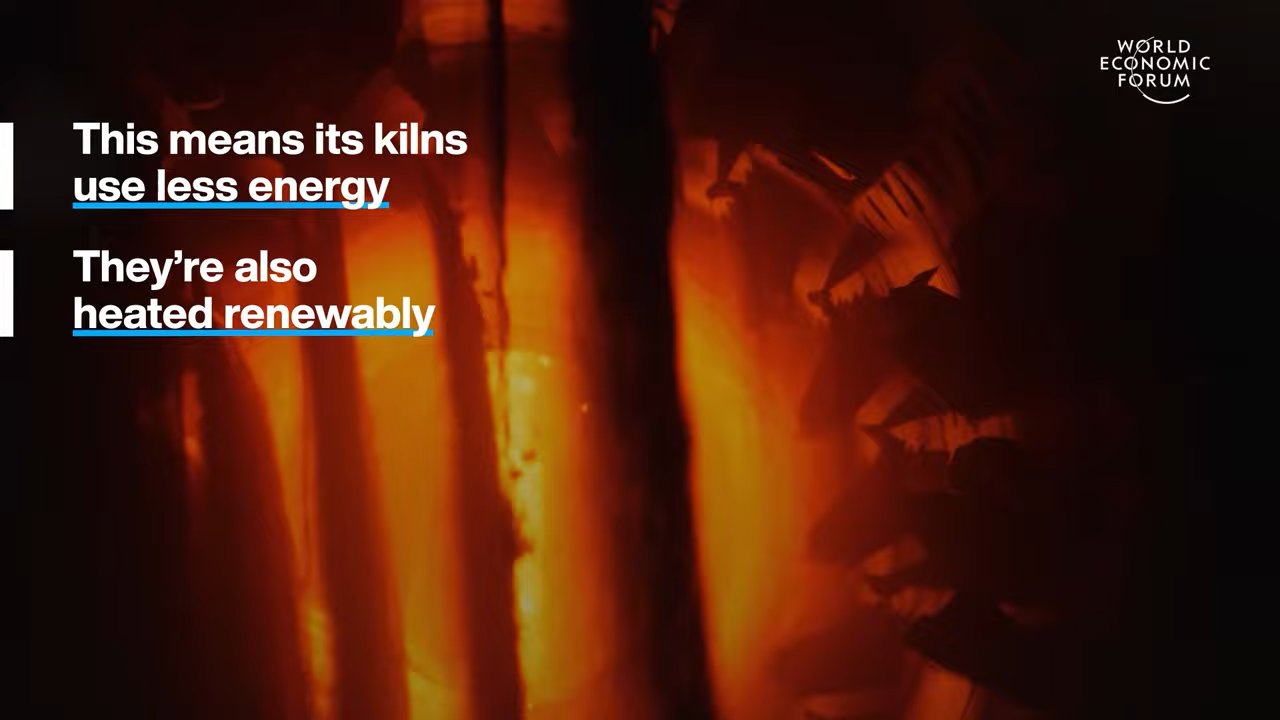 This means its kilns
use less energy
They’re also
heated renewably
WORLD
ECONOMIC
FORUM